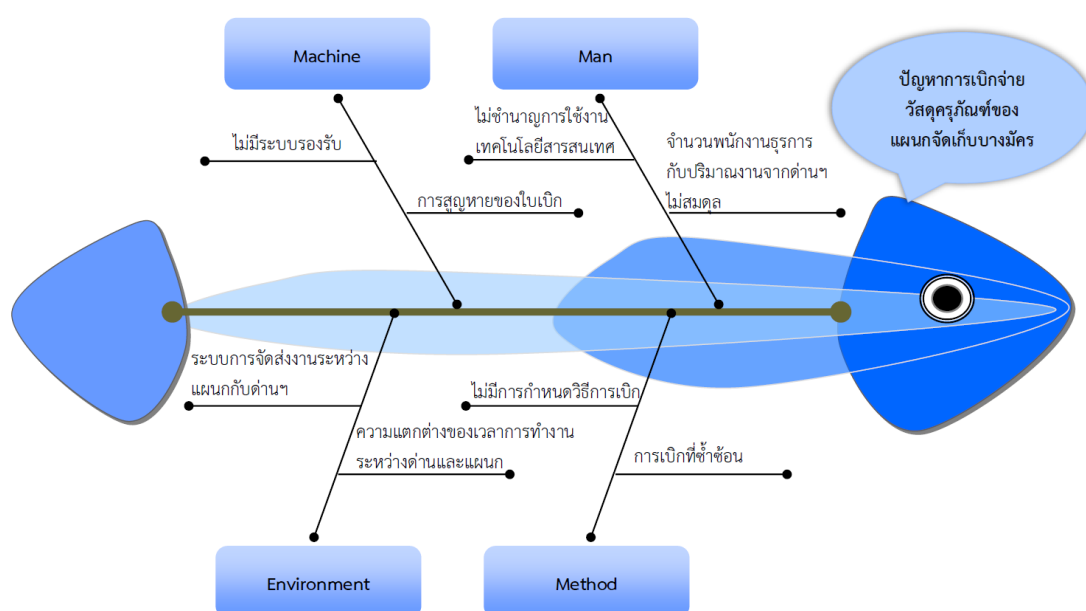 Machine
Man
ปัญหาการเบิกจ่าย
วัสดุครุภัณฑ์ของ
แผนกจัดเก็บบางมัคร
ไม่มีระบบรองรับ
การสูญหายของใบเบิก
ไม่ชำนาญการใช้งาน
เทคโนโลยีสารสนเทศ
จำนวนพนักงานธุรการ
กับปริมาณงานจากด่านฯ
ไม่สมดุล
ระบบการจัดส่งงานระหว่าง
แผนกกับด่านฯ
ความแตกต่างของเวลาการทำงาน
ระหว่างด่านและแผนก
ไม่มีการกำหนดวิธีการเบิก
การเบิกที่ซ้ำซ้อน
Environment
Method